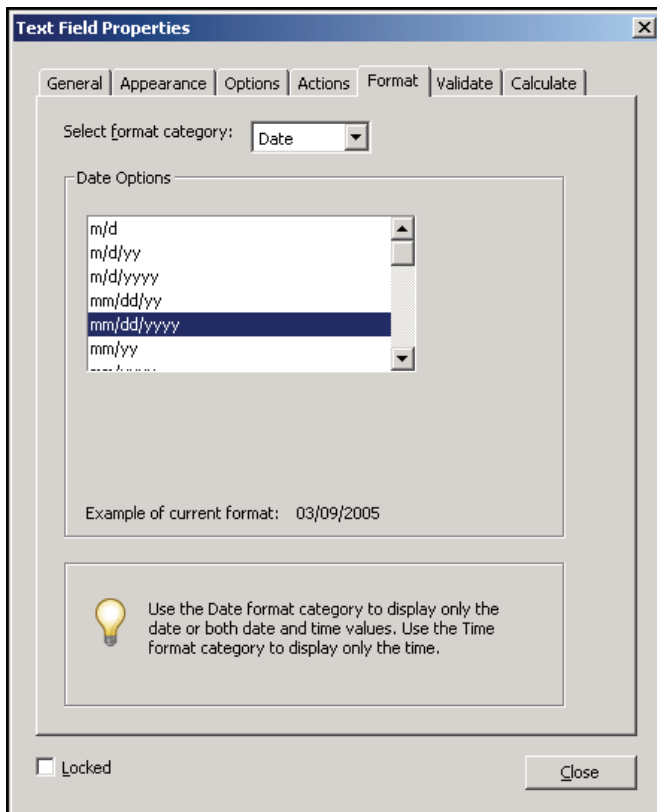 Text Field Properties
General Appearance Options Actions Format Validate Calculate
Select format category: Date
Date Options
m/d
m/d/yy
m/d/yyyy
mm/dd/yy
mm/dd/yyyy
mm/yy
Example of current format: 03/09/2005
Use the Date format category to display only the
date or both date and time values. Use the Time
format category to display only the time.
Locked
Close